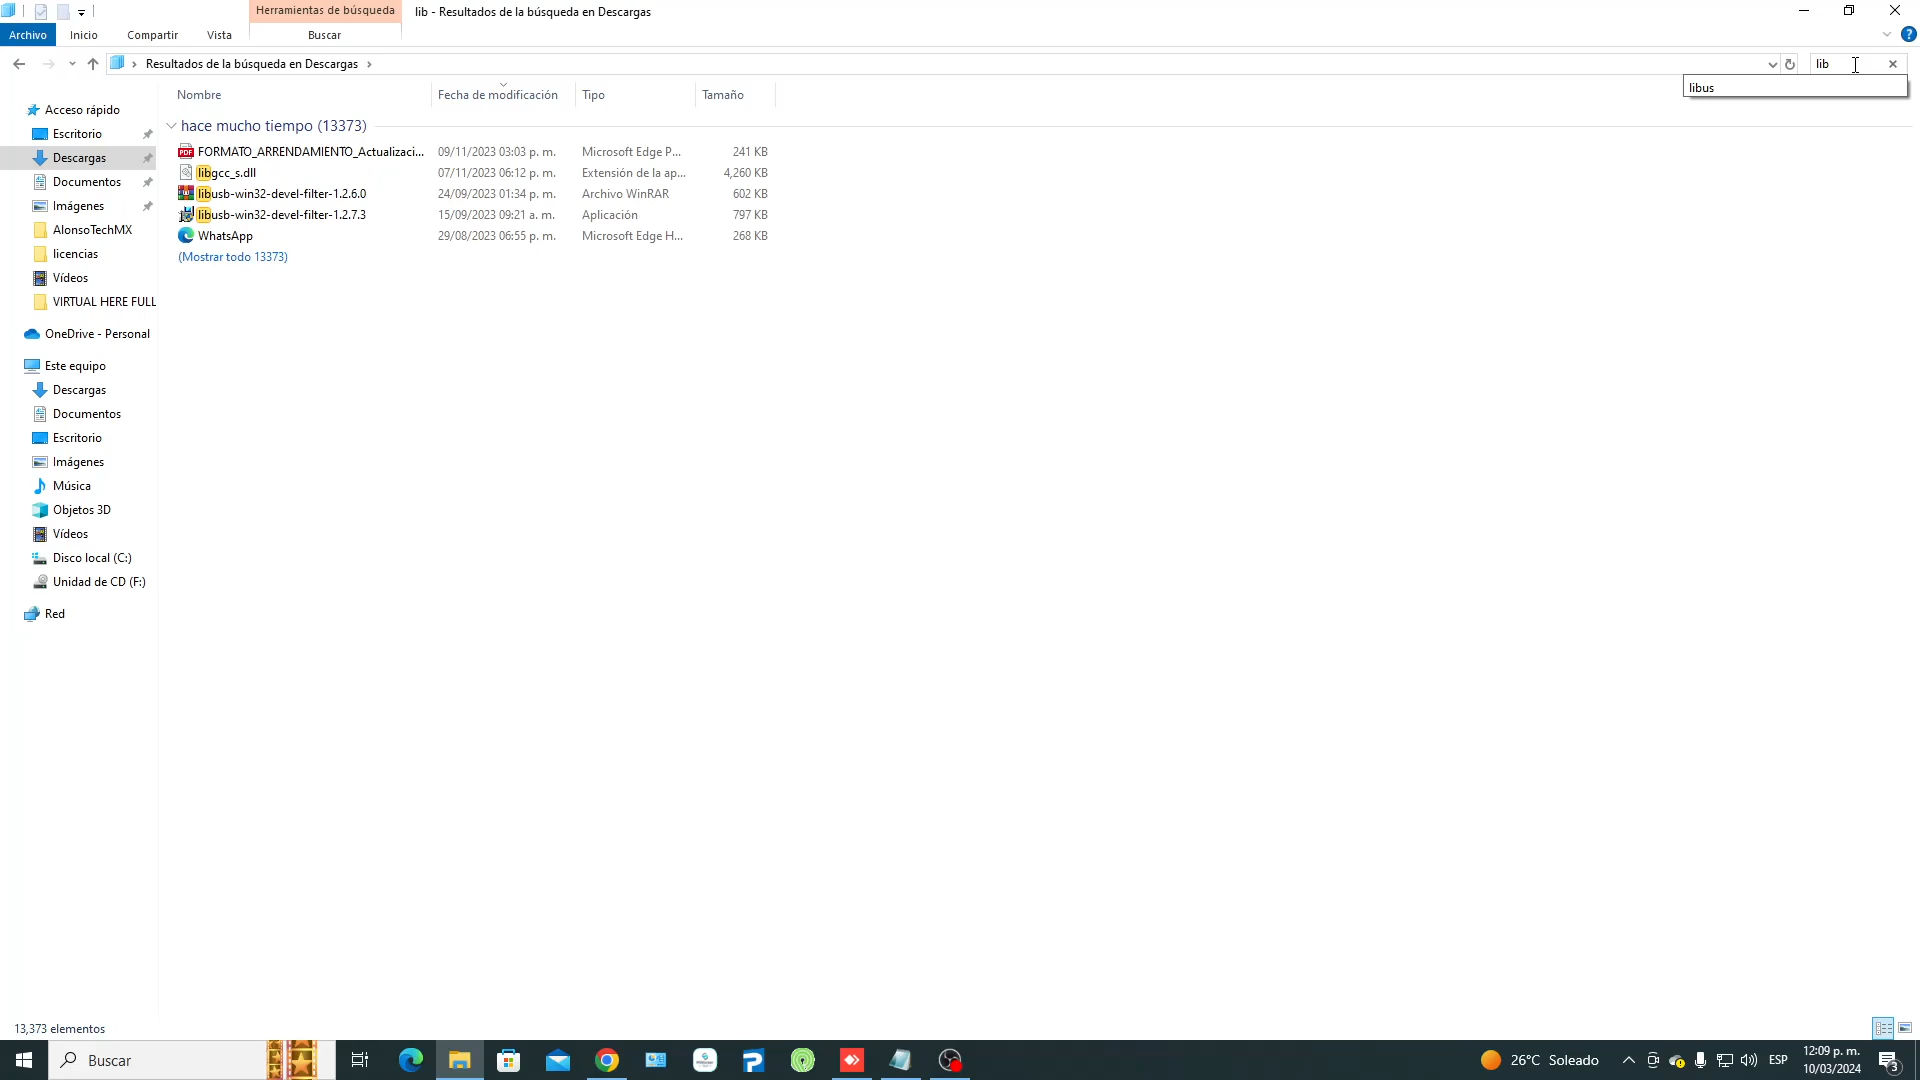 Herramientas de búsqueda
lib - Resultados de la búsqueda en Descargas
Archivo
Inicio
Compartir
Vista
Buscar
Resultados de la búsqueda en Descargas
lib
libus
Nombre
Fecha de modificación
Tipo
Tamaño
hace mucho tiempo (13373)
FORMATO_ARRENDAMIENTO_Actualizaci... 09/11/2023 03:03 p. m. Microsoft Edge P... 241 KB
libgcc_s.dll 07/11/2023 06:12 p. m. Extensión de la ap... 4,260 KB
libusb-win32-devel-filter-1.2.6.0 24/09/2023 01:34 p. m. Archivo WinRAR 602 KB
libusb-win32-devel-filter-1.2.7.3 15/09/2023 09:21 a. m. Aplicación 797 KB
WhatsApp 29/08/2023 06:55 p. m. Microsoft Edge H... 268 KB
(Mostrar todo 13373)
Acceso rápido
Escritorio
Descargas
Documentos
Imágenes
AlonsoTechMX
licencias
Vídeos
VIRTUAL HERE FULL
OneDrive - Personal
Este equipo
Descargas
Documentos
Escritorio
Imágenes
Música
Objetos 3D
Vídeos
Disco local (C:)
Unidad de CD (F:)
Red
13,373 elementos
Buscar
26°C Soleado
ESP
12:09 p. m.
10/03/2024
3